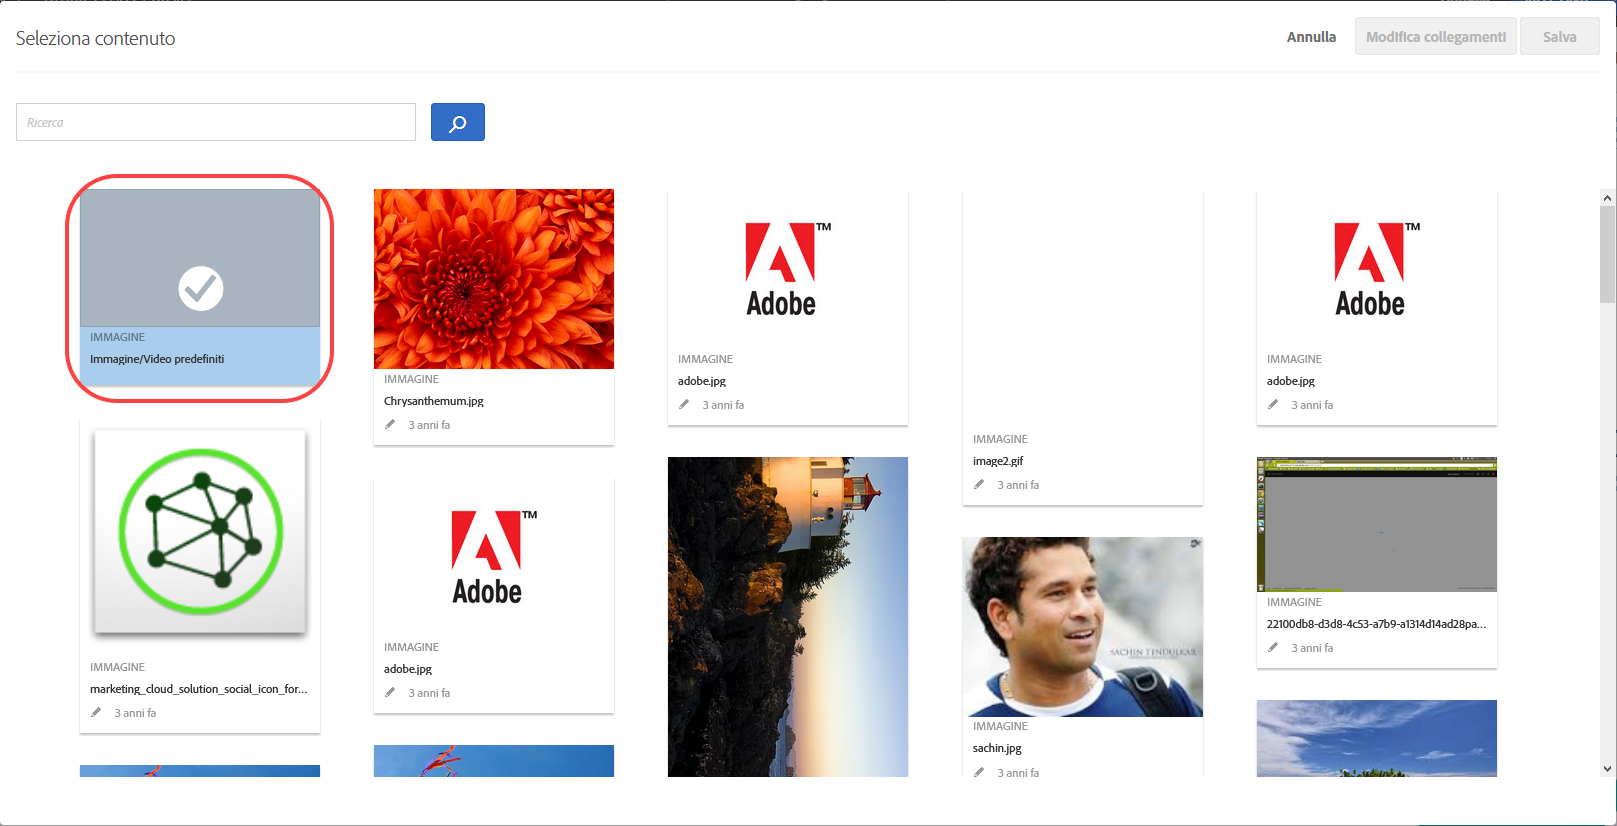 Seleziona contenuto
Annulla
Modifica collegamenti
Salva
Ricerca
IMMAGINE
Immagine/Video predefiniti
IMMAGINE
marketing_cloud_solution_social_icon_for...
3 anni fa
IMMAGINE
Chrysanthemum.jpg
3 anni fa
Adobe™
IMMAGINE
adobe.jpg
3 anni fa
Adobe™
IMMAGINE
adobe.jpg
3 anni fa
IMMAGINE
image2.gif
3 anni fa
SACHIN TENDULKAR
IMMAGINE
sachin.jpg
3 anni fa
Adobe™
IMMAGINE
adobe.jpg
3 anni fa
IMMAGINE
22100db8-d3d8-4c53-a7b9-a1314d14ad28pa...
3 anni fa